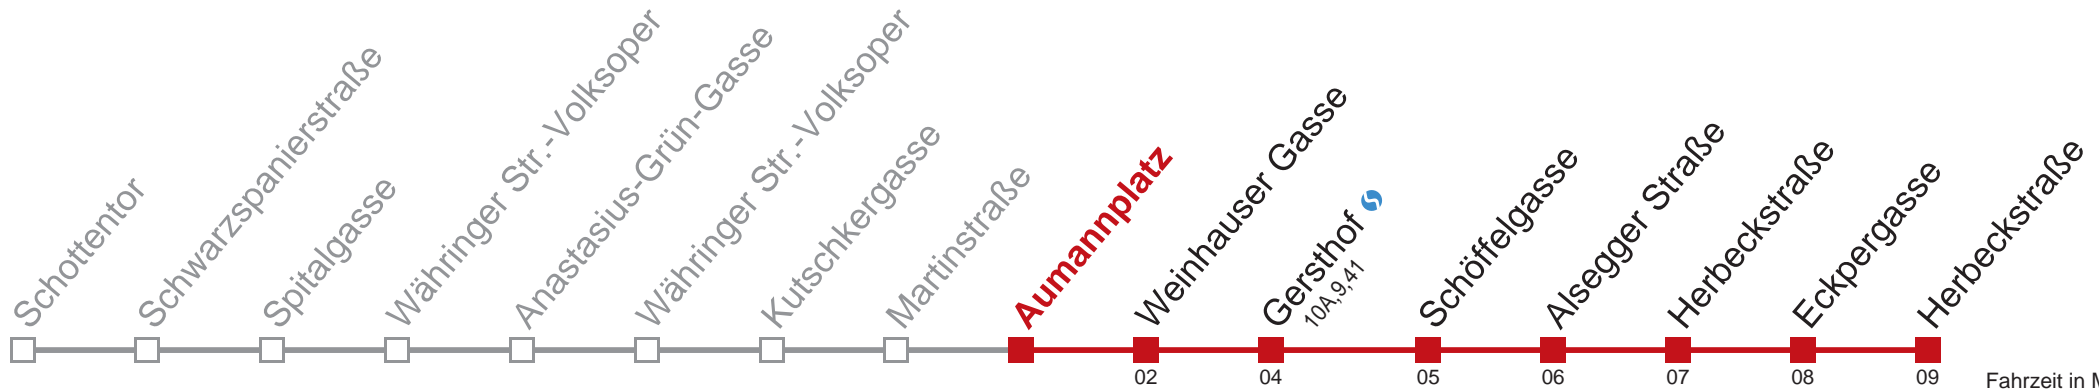 Schottentor
Schwarzspanierstraße
Spitalgasse
Währinger Str.-Volksoper
Anastasius-Grün-Gasse
Währinger Str.-Volksoper
Kutschkergasse
Martinstraße
Aumannplatz
Weinhauser Gasse
Gersthof
10A,9,41
Schöffelgasse
Alsegger Straße
Herbeckstraße
Eckpergasse
Herbeckstraße
02 04 05 06 07 08 09
Fahrzeit in M